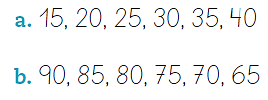 a. 15, 20, 25, 30, 35, 40
b. 90, 85, 80, 75, 70, 65